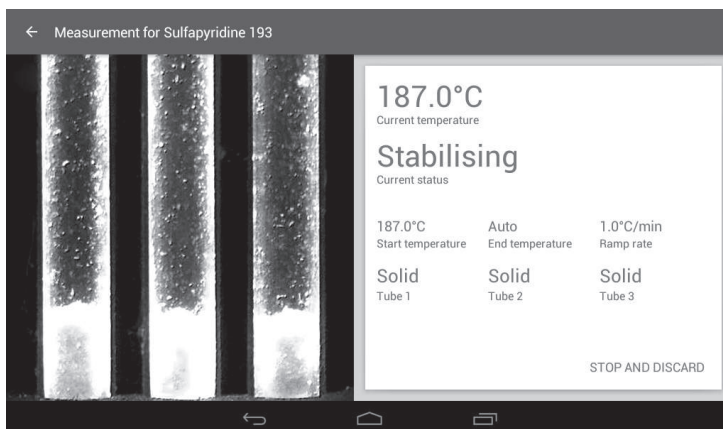 Measurement for Sulfapyridine 193
187.0°C
Current temperature
Stabilising
Current status
187.0°C Auto 1.0°C/min
Start temperature End temperature Ramp rate
Solid Solid Solid
Tube 1 Tube 2 Tube 3
STOP AND DISCARD